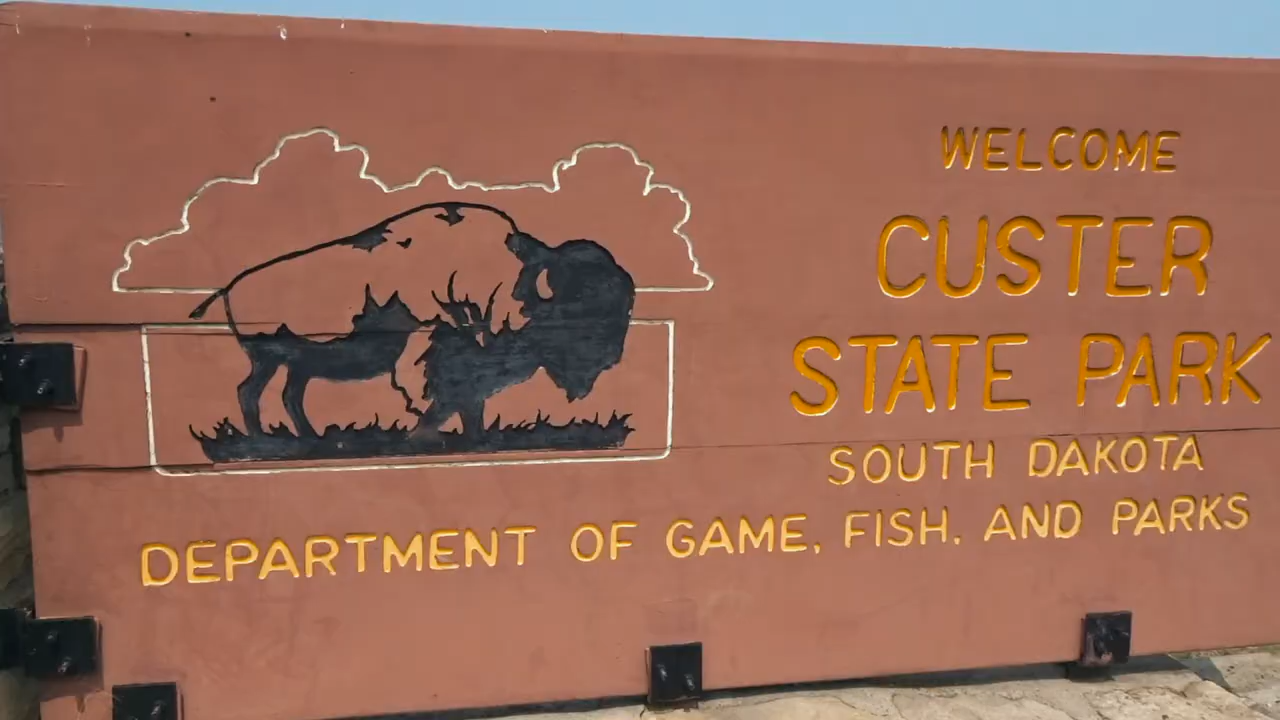 WELCOME
CUSTER
STATE PARK
SOUTH DAKOTA
DEPARTMENT OF GAME, FISH, AND PARKS